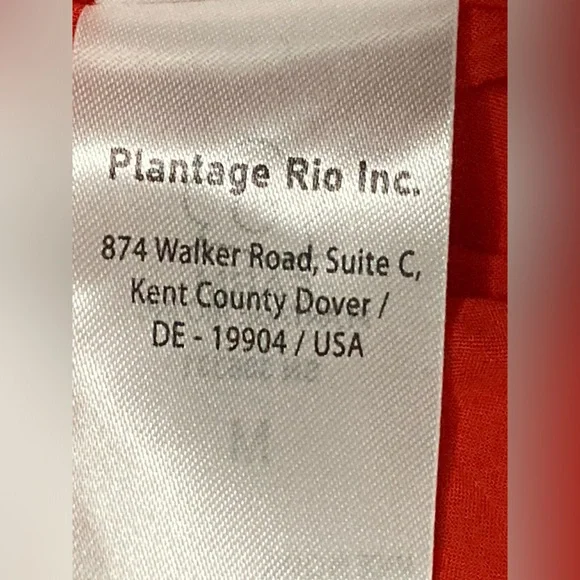 Plantage Rio Inc.
874 Walker Road, Suite C,
Kent County Dover /
DE - 19904 / USA
M